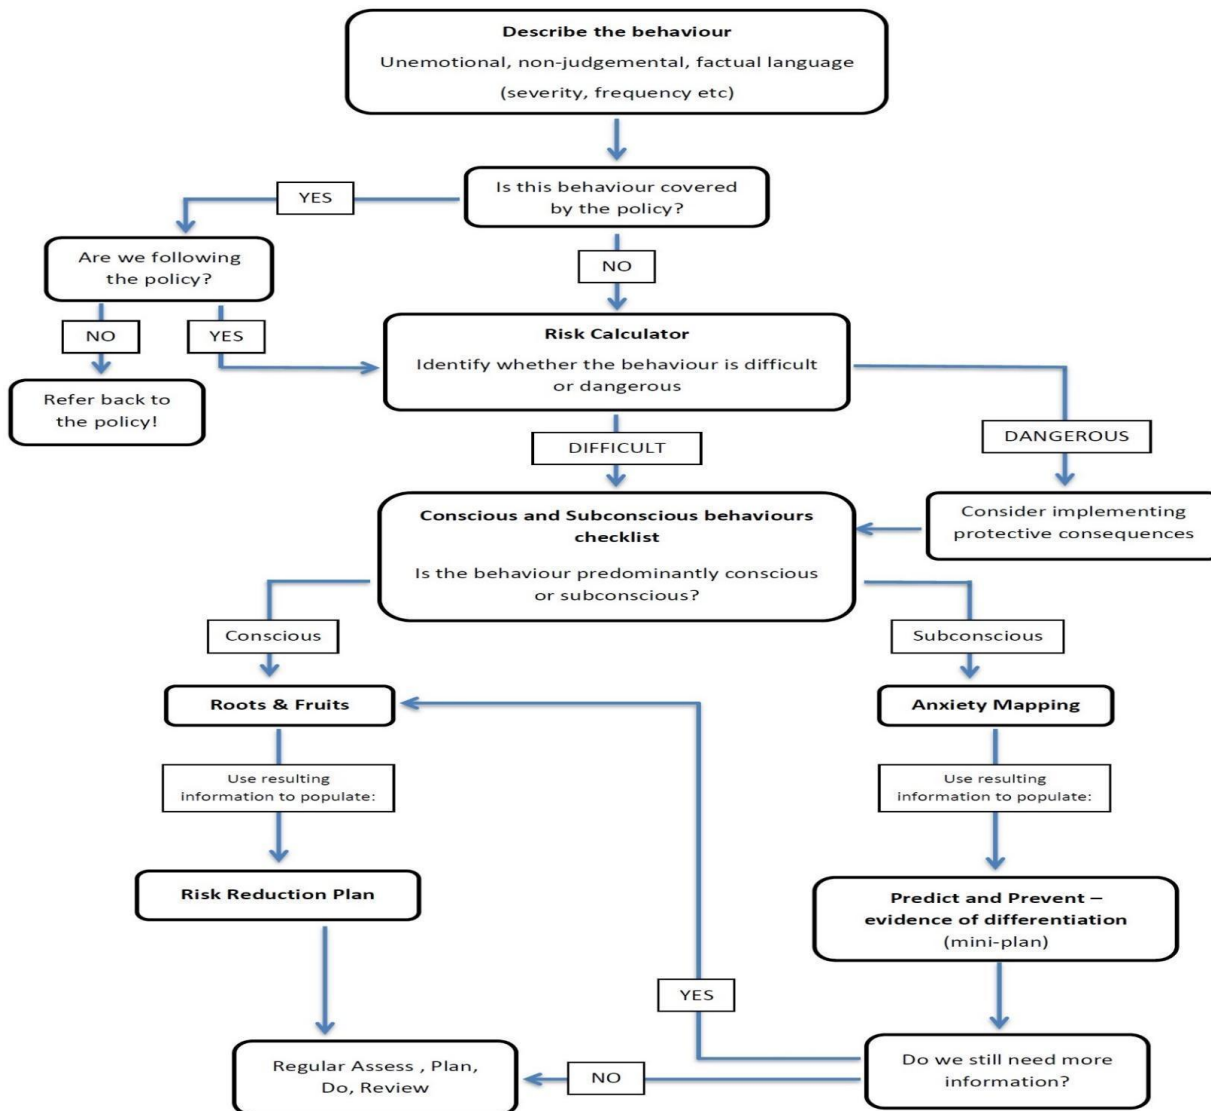 Describe the behaviour
Unemotional, non-judgemental, factual language
(severity, frequency etc)
YES
Is this behaviour covered
by the policy?
Are we following
the policy?
NO
NO
YES
Risk Calculator
Identify whether the behaviour is difficult
or dangerous
Refer back to
the policy!
DIFFICULT
DANGEROUS
Conscious and Subconscious behaviours
checklist
Is the behaviour predominantly conscious
or subconscious?
Consider implementing
protective consequences
Conscious
Subconscious
Roots & Fruits
Anxiety Mapping
Use resulting
information to populate:
Use resulting
information to populate:
Risk Reduction Plan
Predict and Prevent –
evidence of differentiation
(mini-plan)
YES
Regular Assess , Plan,
Do, Review
NO
Do we still need more
information?